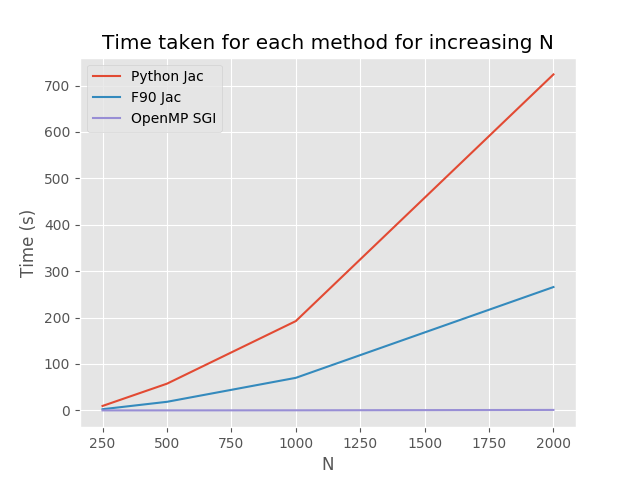 Time taken for each method for increasing N
Python Jac
F90 Jac
OpenMP SGI
Time (s)
700
600
500
400
300
200
100
0
250 500 750 1000 1250 1500 1750 2000
N